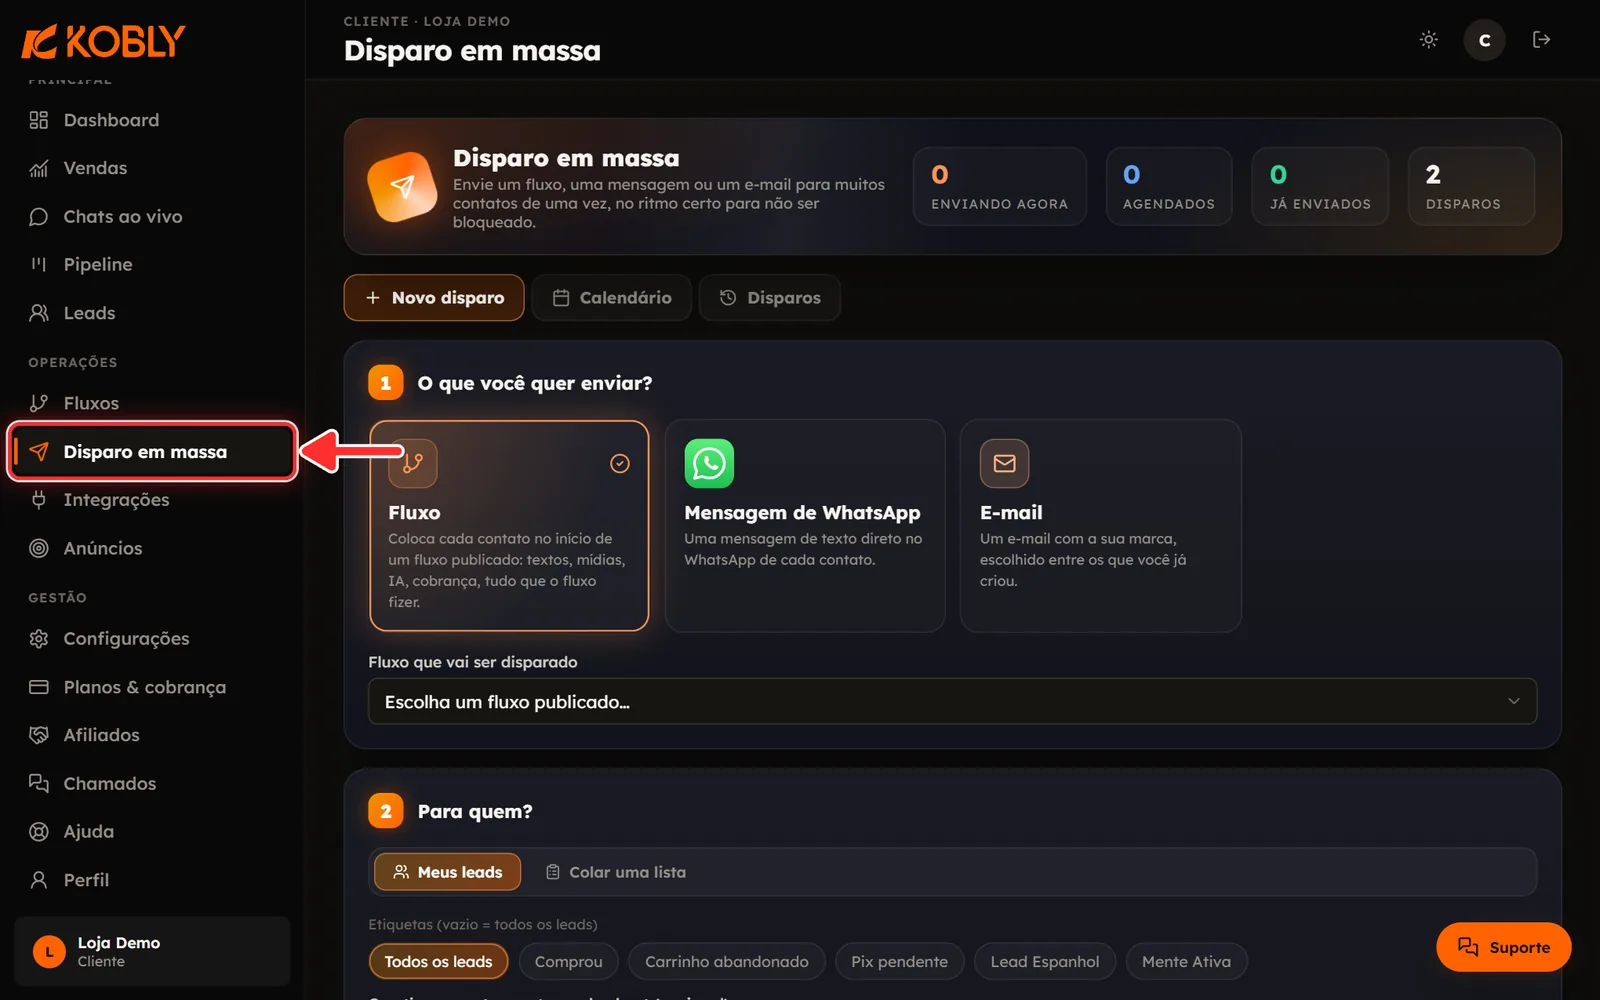 KOBLY
PRINCIPAL
Dashboard
Vendas
Chats ao vivo
Pipeline
Leads
OPERAÇÕES
Fluxos
Disparo em massa
Integrações
Anúncios
GESTÃO
Configurações
Planos & cobrança
Afiliados
Chamados
Ajuda
Perfil
L
Loja Demo
Cliente
CLIENTE · LOJA DEMO
Disparo em massa
C
Disparo em massa
Envie um fluxo, uma mensagem ou um e-mail para muitos
contatos de uma vez, no ritmo certo para não ser
bloqueado.
0
ENVIANDO AGORA
0
AGENDADOS
0
JÁ ENVIADOS
2
DISPAROS
Novo disparo
Calendário
Disparos
1
O que você quer enviar?
Fluxo
Coloca cada contato no início de
um fluxo publicado: textos, mídias,
IA, cobrança, tudo que o fluxo
fizer.
Mensagem de WhatsApp
Uma mensagem de texto direto no
WhatsApp de cada contato.
E-mail
Um e-mail com a sua marca,
escolhido entre os que você já
criou.
Fluxo que vai ser disparado
Escolha um fluxo publicado...
2
Para quem?
Meus leads
Colar uma lista
Etiquetas (vazio = todos os leads)
Todos os leads
Comprou
Carrinho abandonado
Pix pendente
Lead Espanhol
Mente Ativa
Suporte